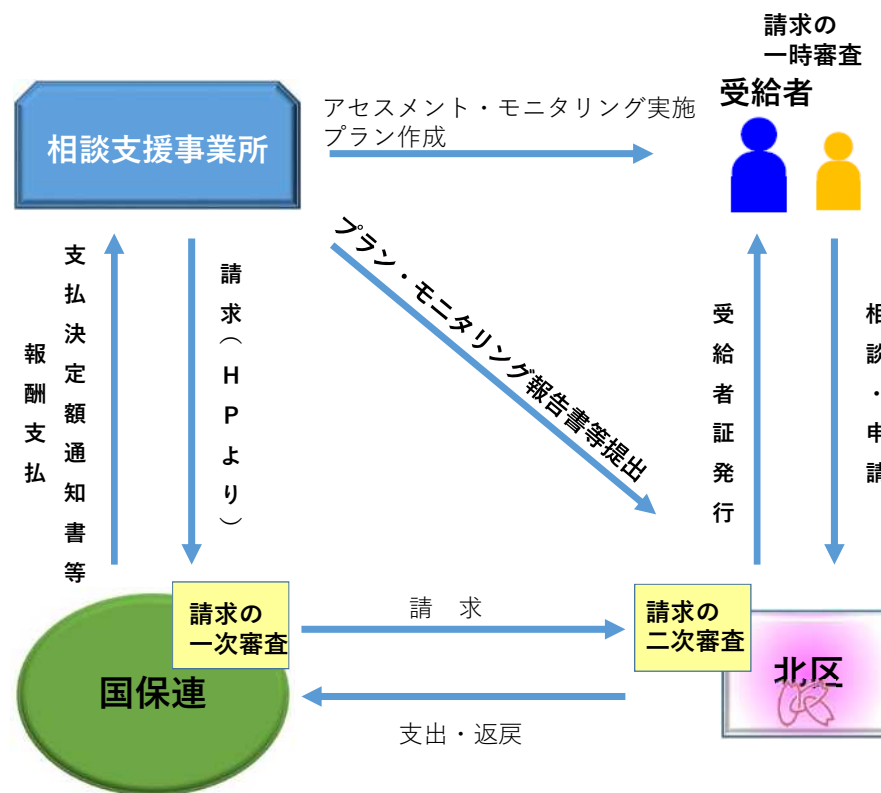 請求の
一時審査
受給者
相談支援事業所
アセスメント・モニタリング実施
プラン作成
プラン・モニタリング報告書等提出
報酬支払
支払決定額通知書等
請求(HPより)
受給者証発行
相談・申請
請求の
一次審査
国保連
請 求
支出・返戻
請求の
二次審査
北区